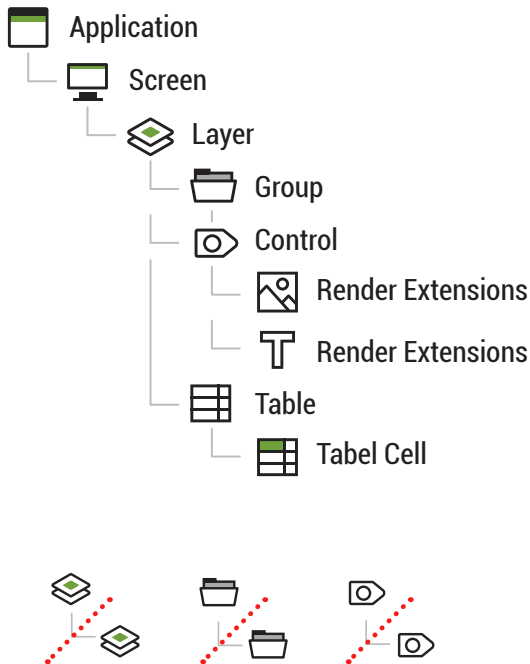 Application
Screen
Layer
Group
Control
Render Extensions
Render Extensions
Table
Tabel Cell